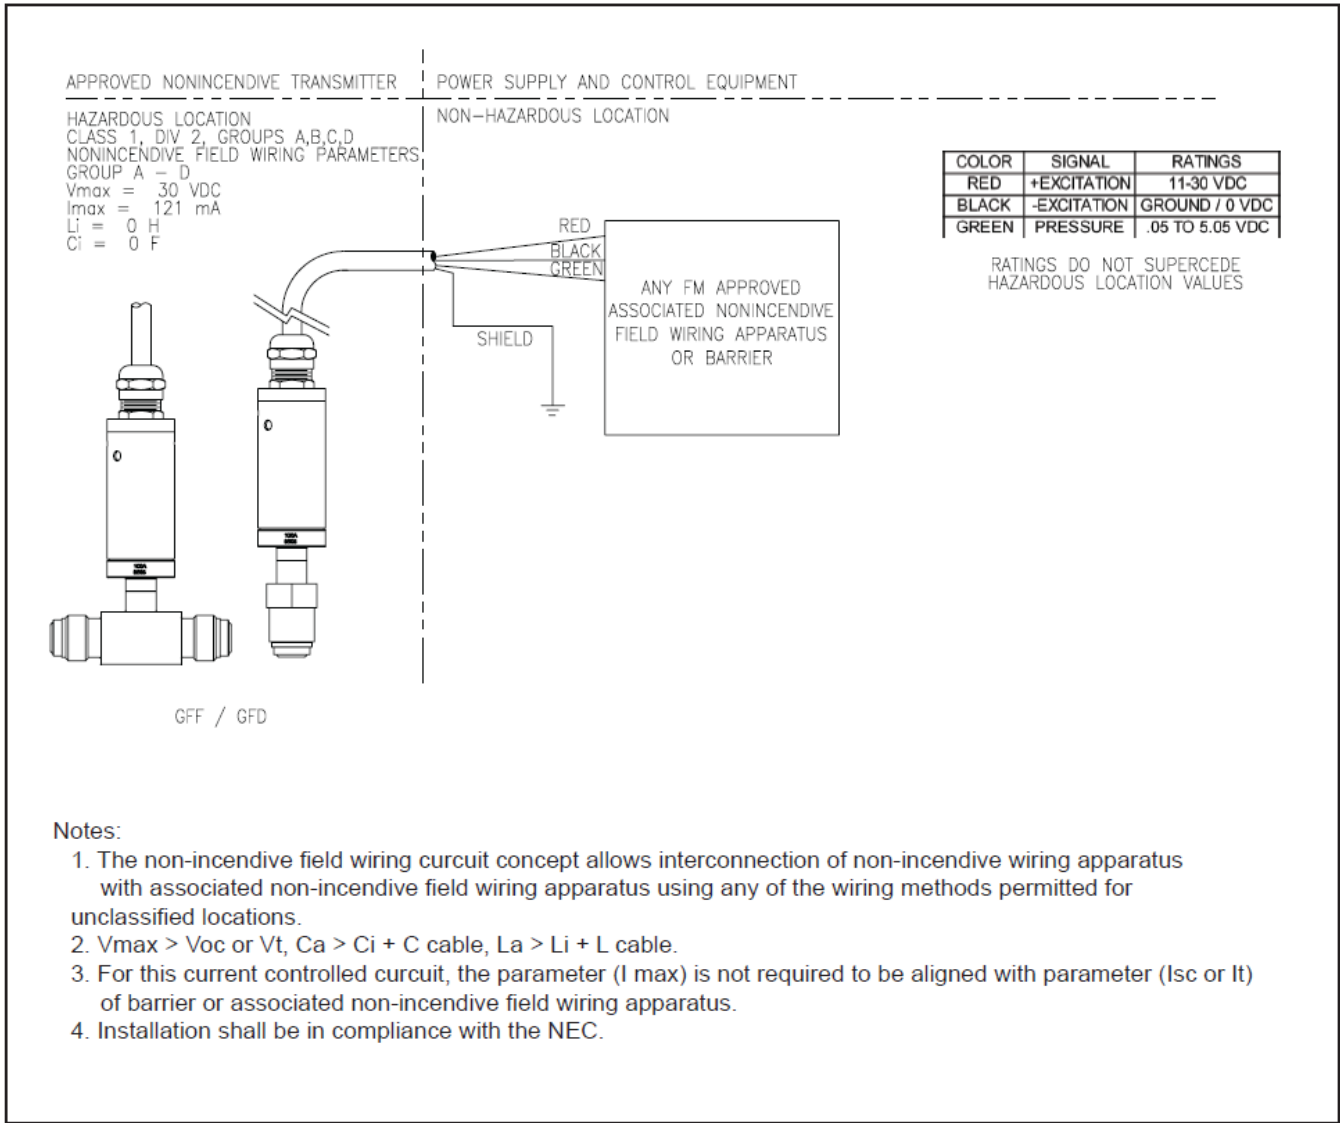 APPROVED NONINCENDIVE TRANSMITTER
POWER SUPPLY AND CONTROL EQUIPMENT
HAZARDOUS LOCATION
CLASS 1, DIV 2, GROUPS A,B,C,D
NONINCENDIVE FIELD WIRING PARAMETERS
GROUP A - D
Vmax = 30 VDC
Imax = 121 mA
Li = 0 H
Ci = 0 F
NON-HAZARDOUS LOCATION
COLOR SIGNAL RATINGS
RED +EXCITATION 11-30 VDC
BLACK -EXCITATION GROUND / 0 VDC
GREEN PRESSURE .05 TO 5.05 VDC
RATINGS DO NOT SUPERCEDE
HAZARDOUS LOCATION VALUES
RED
BLACK
GREEN
SHIELD
ANY FM APPROVED
ASSOCIATED NONINCENDIVE
FIELD WIRING APPARATUS
OR BARRIER
GFF / GFD
Notes:
1. The non-incendive field wiring curcuit concept allows interconnection of non-incendive wiring apparatus
with associated non-incendive field wiring apparatus using any of the wiring methods permitted for
unclassified locations.
2. Vmax > Voc or Vt, Ca > Ci + C cable, La > Li + L cable.
3. For this current controlled curcuit, the parameter (I max) is not required to be aligned with parameter (Isc or It)
of barrier or associated non-incendive field wiring apparatus.
4. Installation shall be in compliance with the NEC.